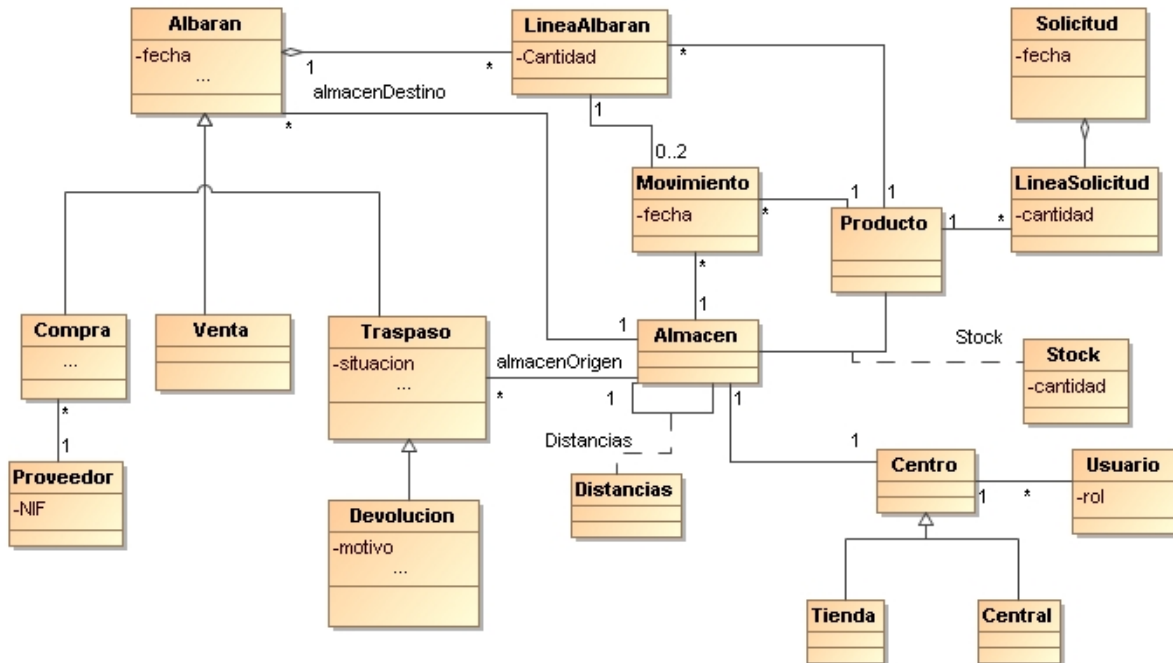 Albaran
-fecha
...
1
*
almacenDestino
*
LineaAlbaran
-Cantidad
*
1
0..2
Solicitud
-fecha
Movimiento
-fecha
*
1
1
Producto
1
*
LineaSolicitud
-cantidad
*
1
Compra
...
*
1
Venta
Traspaso
-situacion
...
almacenOrigen
*
1
1
Almacen
1
Stock
Stock
-cantidad
Distancias
Distancias
Proveedor
-NIF
Devolucion
-motivo
...
1
Centro
1
*
Usuario
-rol
Tienda
Central